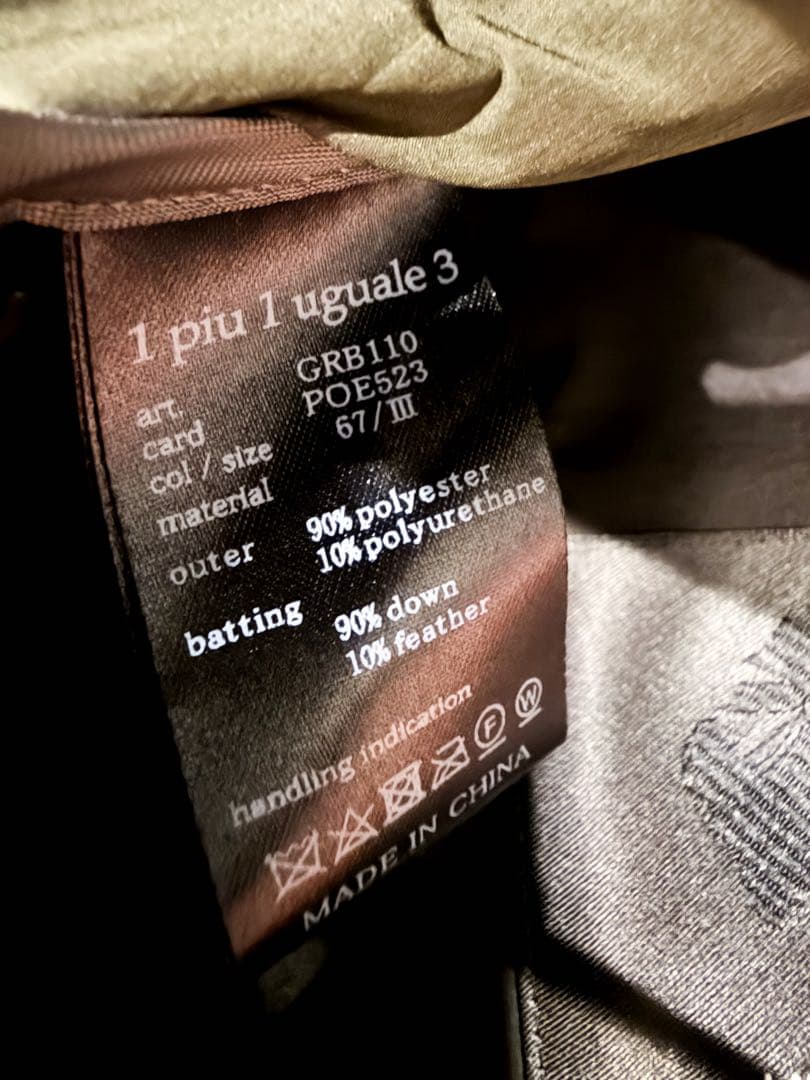 1 piu 1 uguale 3
art. GRB110
card POE523
col / size 67/III
material
outer 90% polyester
10% polyurethane
batting 90% down
10% feather
handling indication
F W
MADE IN CHINA